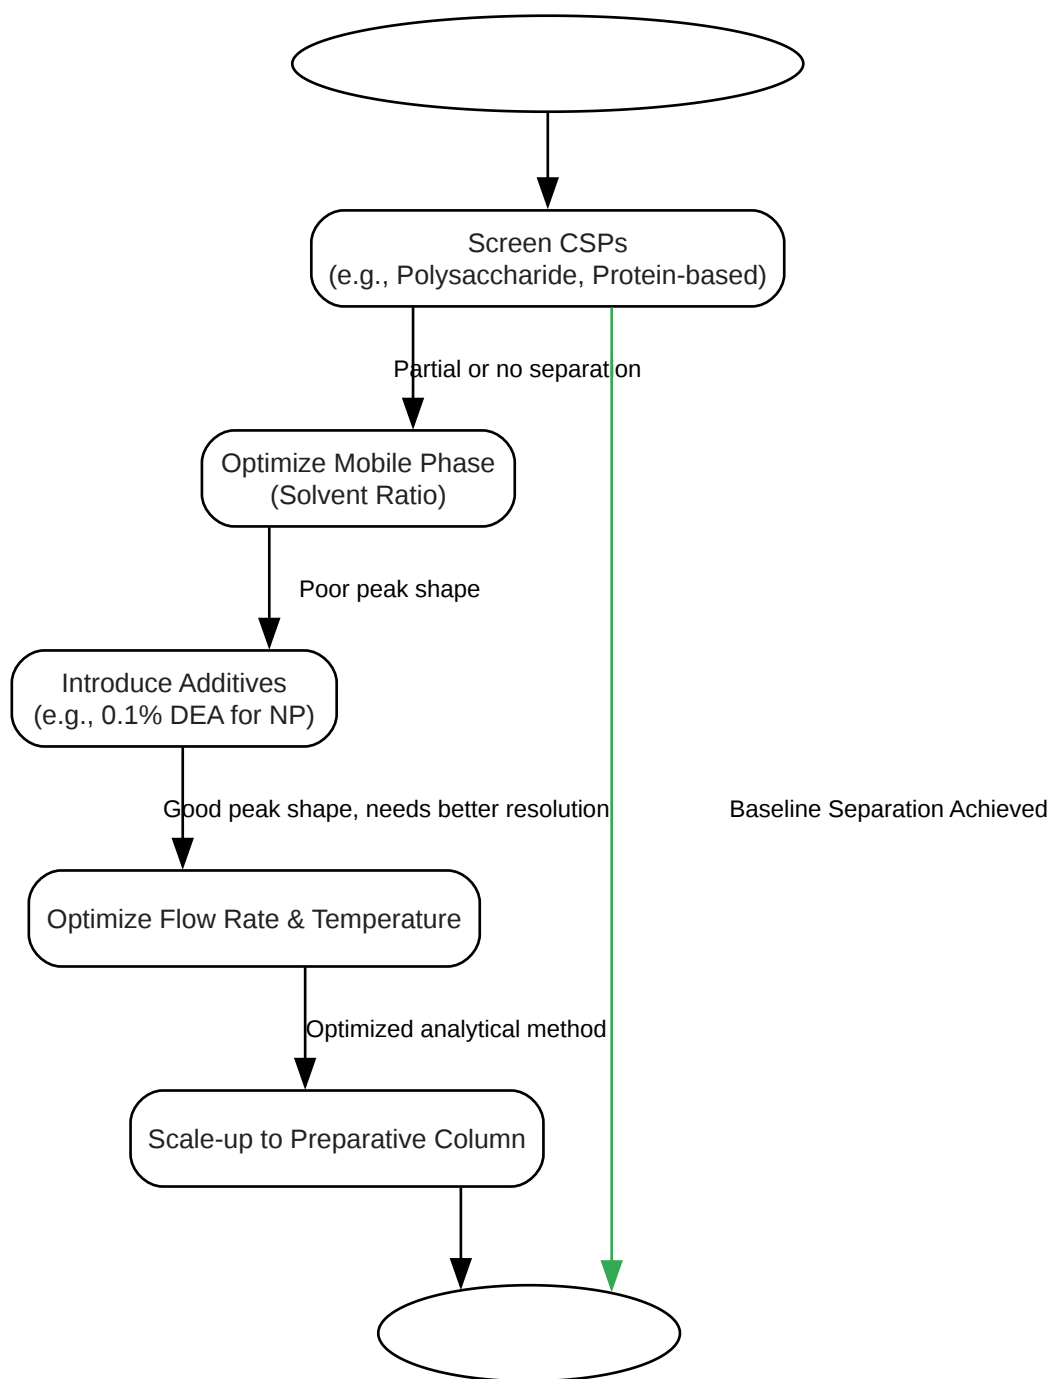 Screen CSPs
(e.g., Polysaccharide, Protein-based)
Partial or no separation
Optimize Mobile Phase
(Solvent Ratio)
Poor peak shape
Introduce Additives
(e.g., 0.1% DEA for NP)
Good peak shape, needs better resolution
Baseline Separation Achieved
Optimize Flow Rate & Temperature
Optimized analytical method
Scale-up to Preparative Column